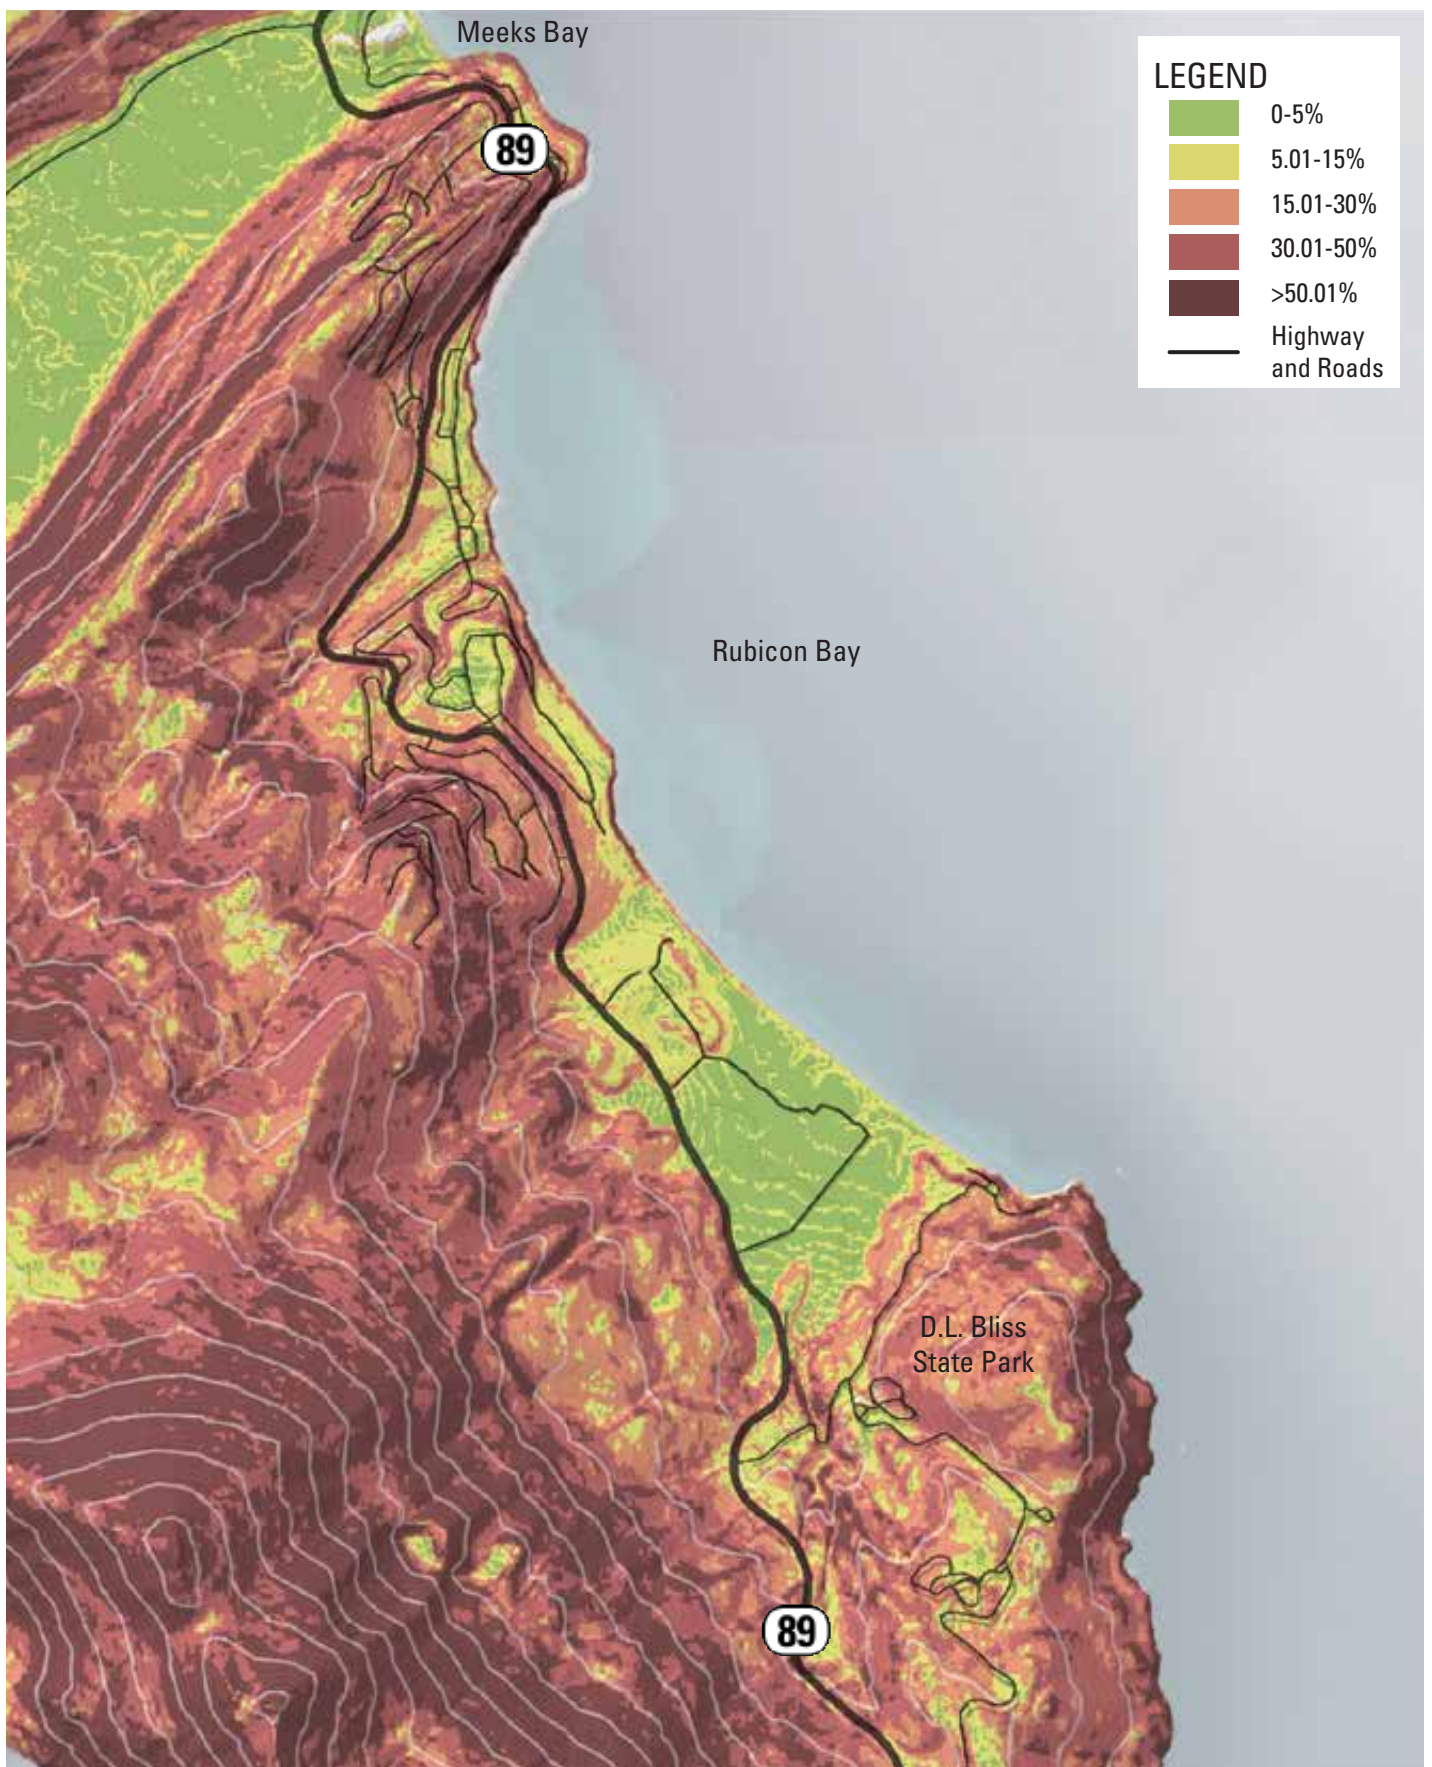 Meeks Bay
LEGEND
0-5%
5.01-15%
15.01-30%
30.01-50%
>50.01%
Highway
and Roads
89
Rubicon Bay
D.L. Bliss
State Park
89